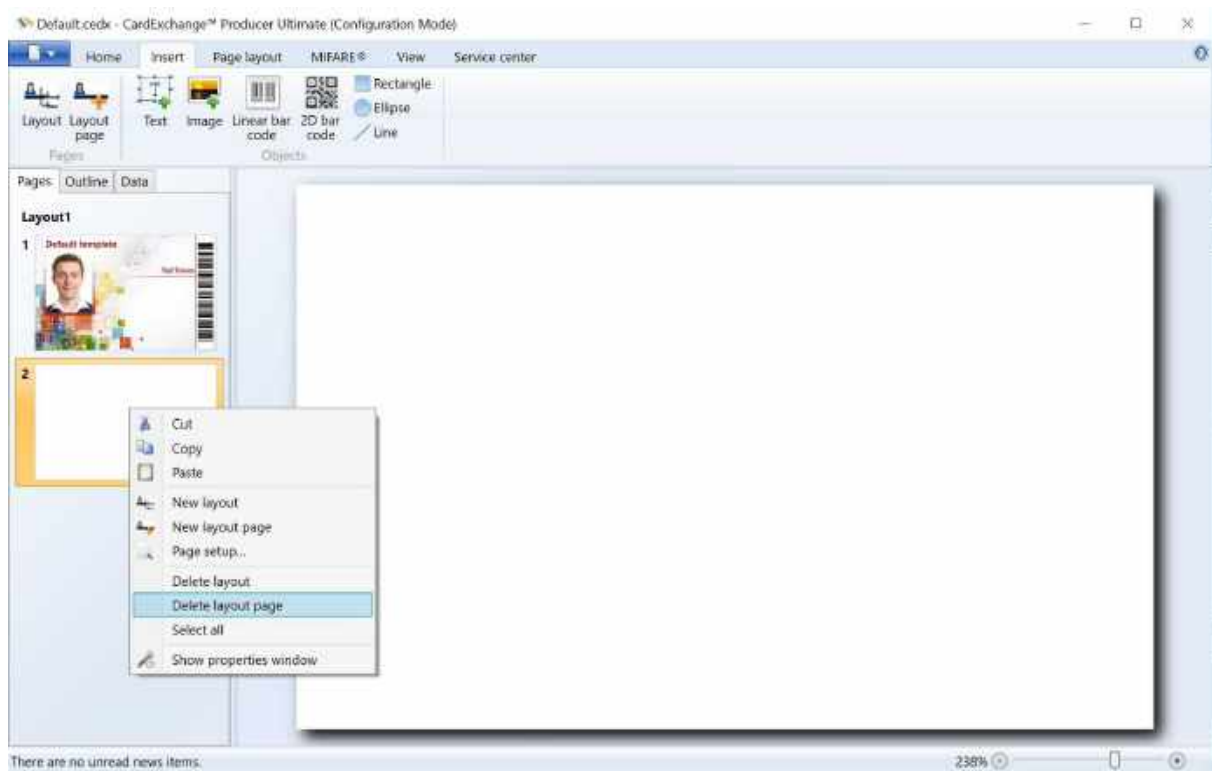 Default.cedx - CardExchange™ Producer Ultimate (Configuration Mode)
Home Insert Page layout MIFARE® View Service center
Layout Layout page Text Image Linear bar code 2D bar code
Rectangle
Ellipse
Line
Pages Objects
Pages Outline Data
Layout1
1
Default template
2
Cut
Copy
Paste
New layout
New layout page
Page setup...
Delete layout
Delete layout page
Select all
Show properties window
There are no unread news items.
238%